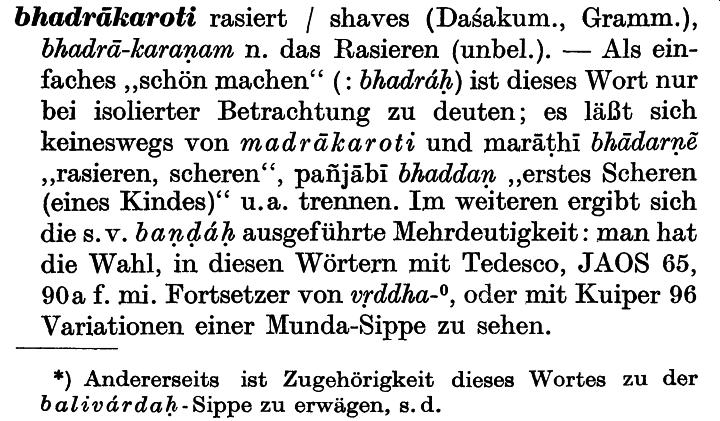 bhadrākaroti rasiert / shaves (Daśakum., Gramm.),
bhadrā-karaṇam n. das Rasieren (unbel.). — Als ein-
faches „schön machen“ (: bhadráḥ) ist dieses Wort nur
bei isolierter Betrachtung zu deuten; es läßt sich
keineswegs von madrākaroti und marāṭhī bhādarṇẽ
„rasieren, scheren“, pañjābī bhaddaṇ „erstes Scheren
(eines Kindes)“ u.a. trennen. Im weiteren ergibt sich
die s.v. baṇḍáḥ ausgeführte Mehrdeutigkeit: man hat
die Wahl, in diesen Wörtern mit Tedesco, JAOS 65,
90a f. mi. Fortsetzer von vṛddha-⁰, oder mit Kuiper 96
Variationen einer Munda-Sippe zu sehen.
*) Andererseits ist Zugehörigkeit dieses Wortes zu der
balivárdaḥ-Sippe zu erwägen, s.d.